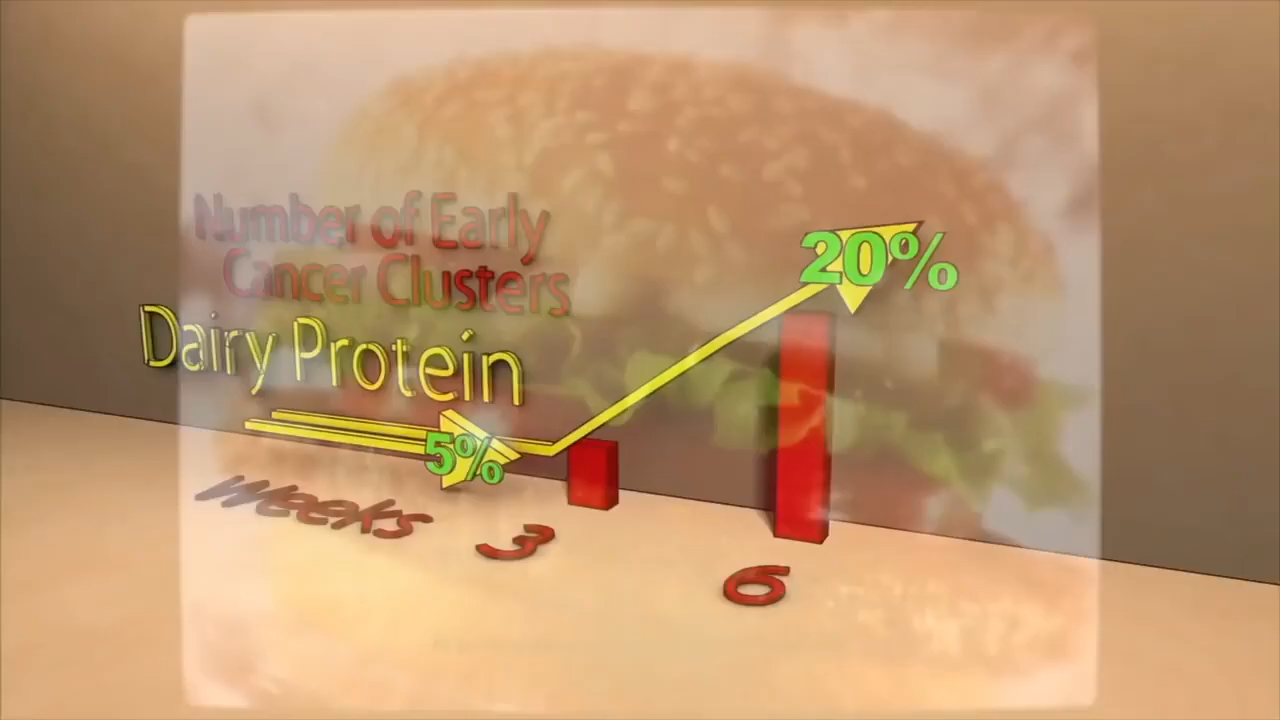 Number of Early
Cancer Clusters
Dairy Protein
20%
5%
Weeks 3 6